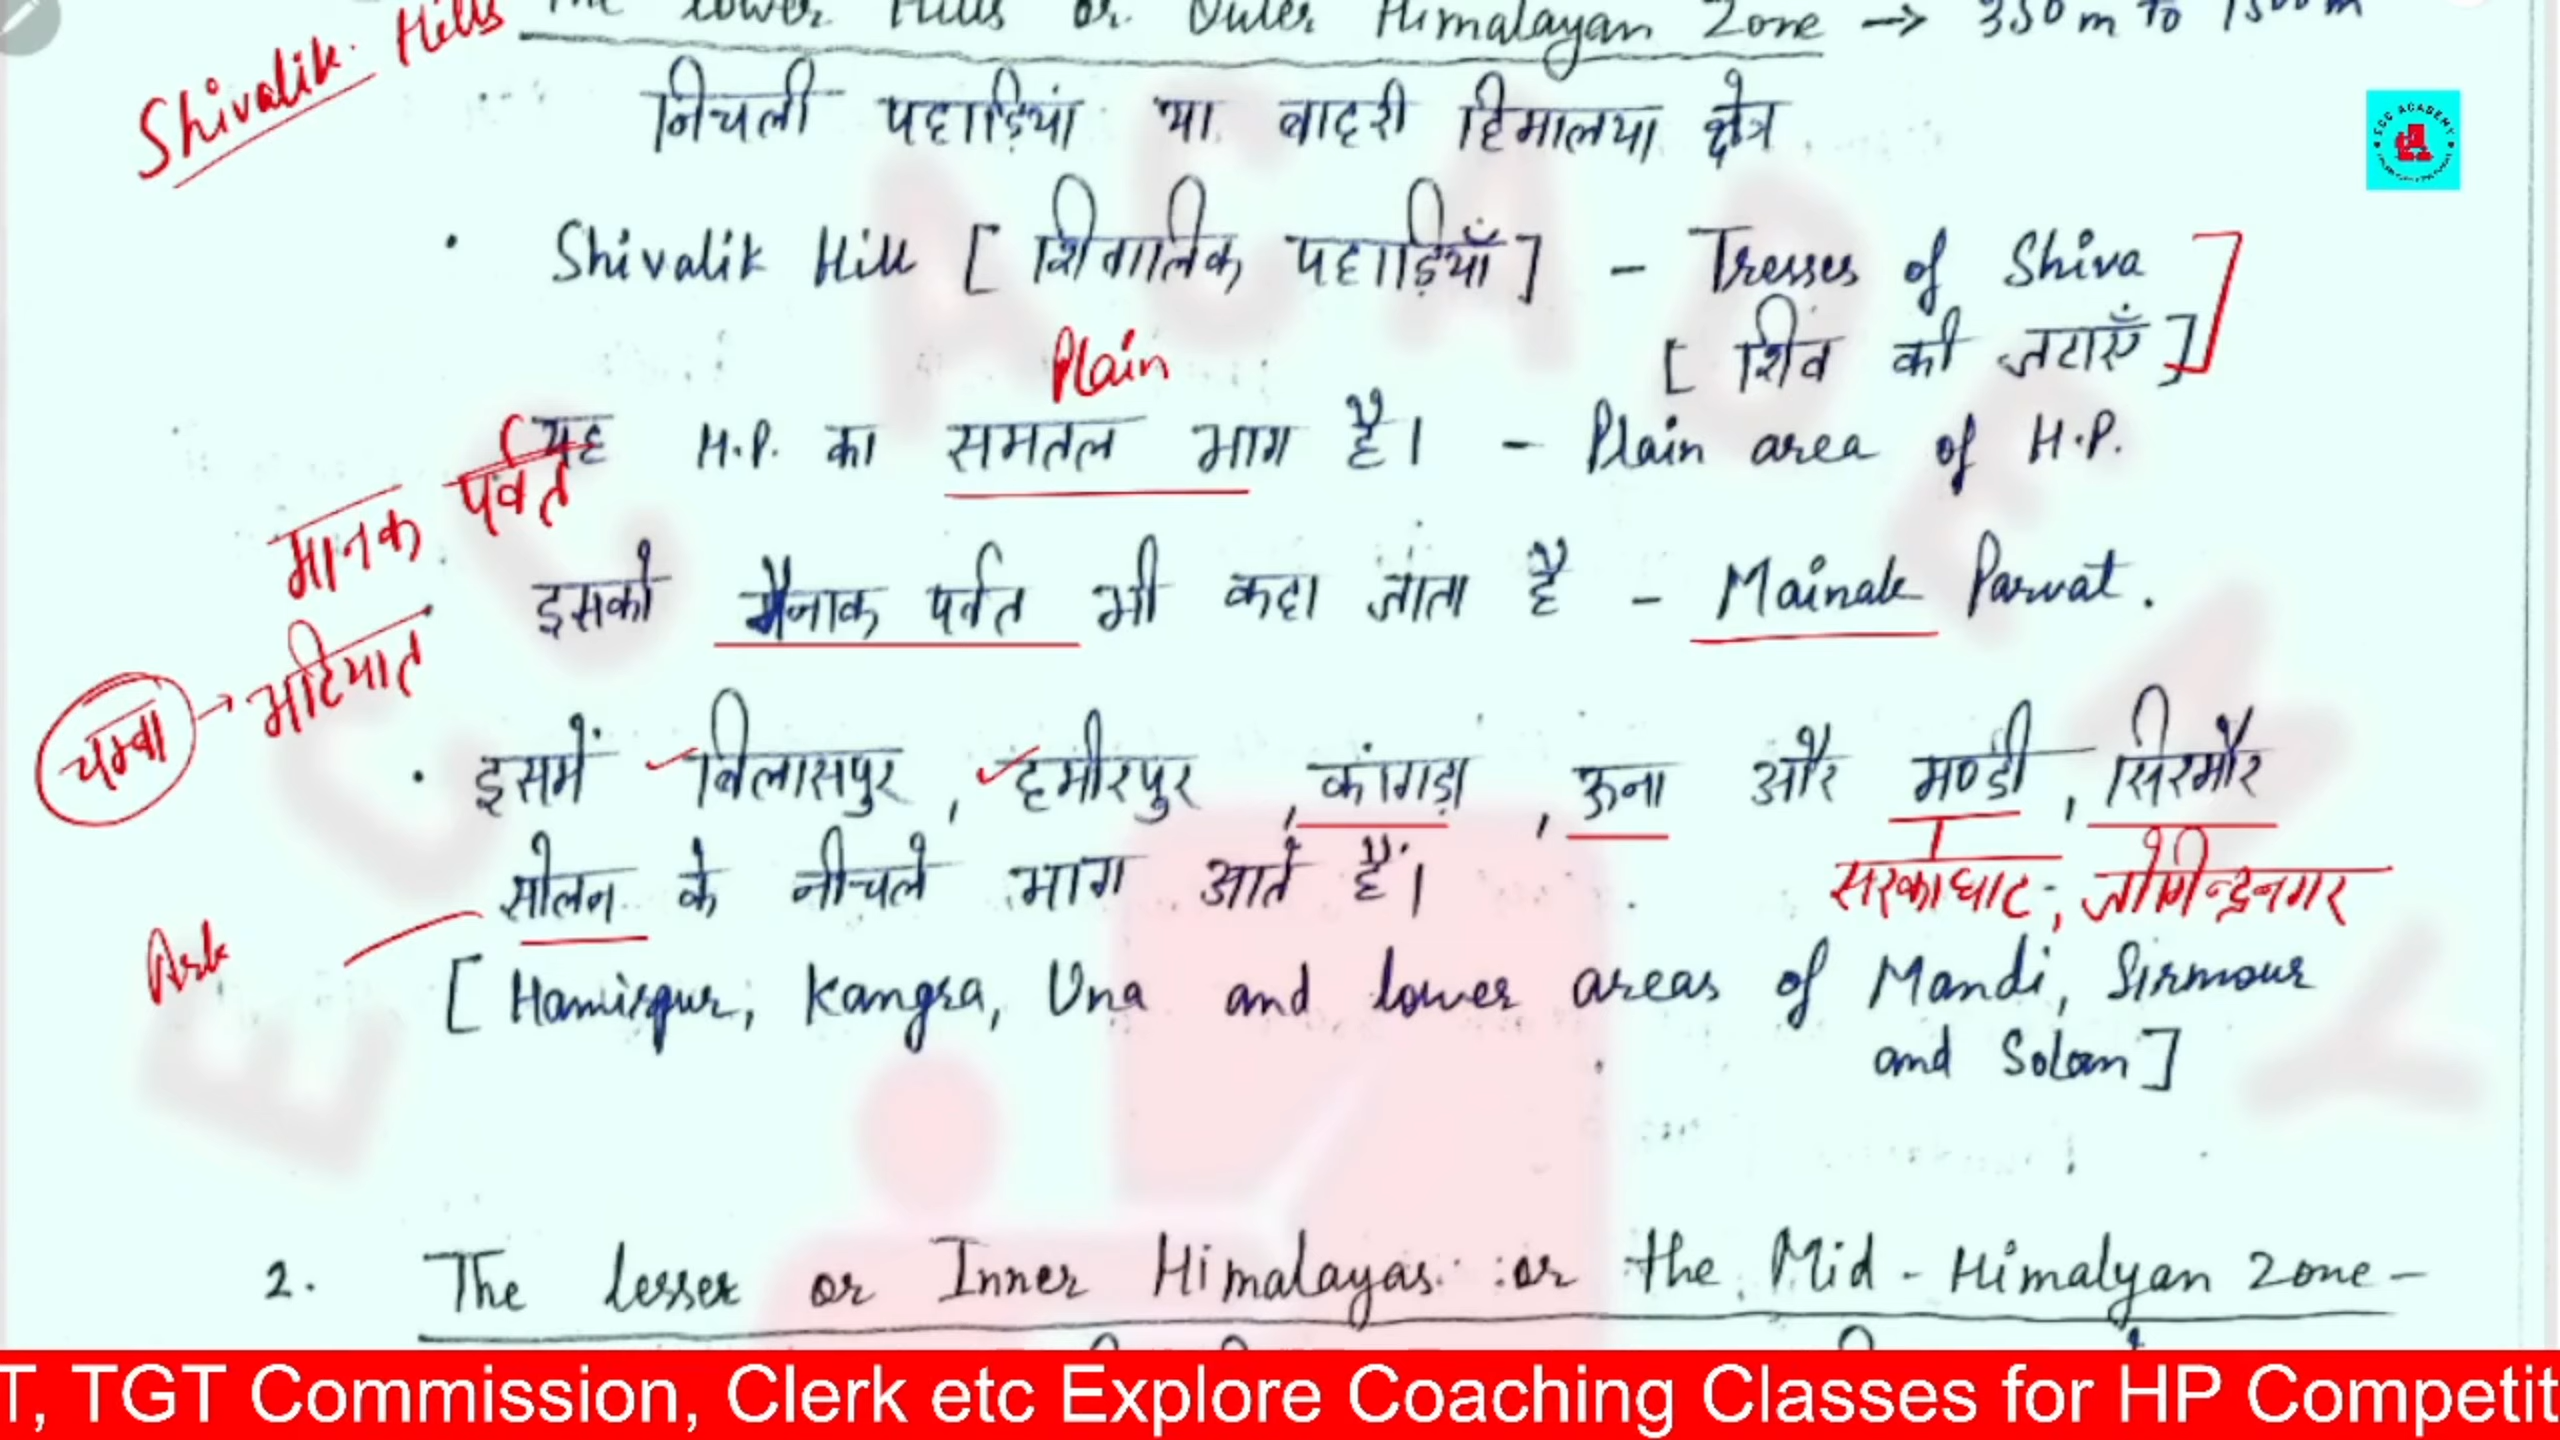 Shivalik Hills
The Lower Hills or Outer Himalayan Zone → 350 m to 1500 m
निचली पहाड़ियां या बाहरी हिमालया क्षेत्र
ECC ACADEMY
· Shivalik Hill [ शिवालिक पहाड़ियाँ ] - Tresses of Shiva
[ शिव की जटाएँ ]
Plain
यह H.P. का समतल भाग है। - Plain area of H.P.
मानक पर्वत
इसको मैनाक पर्वत भी कहा जाता है - Mainak Parvat.
चम्बा → भटियात
· इसमें बिलासपुर, हमीरपुर, कांगड़ा, ऊना और मण्डी, सिरमौर
सोलन के नीचले भाग आते हैं।
सरकाघाट, जोगिन्द्रनगर
[ Hamirpur, Kangra, Una and lower areas of Mandi, Sirmour
and Solan ]
2. The lesser or Inner Himalayas or the Mid - Himalyan Zone -
T, TGT Commission, Clerk etc Explore Coaching Classes for HP Competit